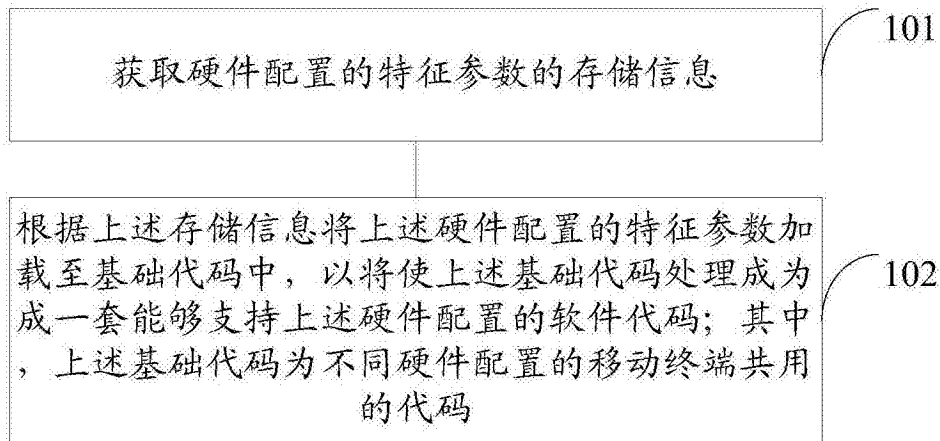 获取硬件配置的特征参数的存储信息
101
根据上述存储信息将上述硬件配置的特征参数加
载至基础代码中，以将使上述基础代码处理成为
成一套能够支持上述硬件配置的软件代码；其中
，上述基础代码为不同硬件配置的移动终端共用
的代码
102